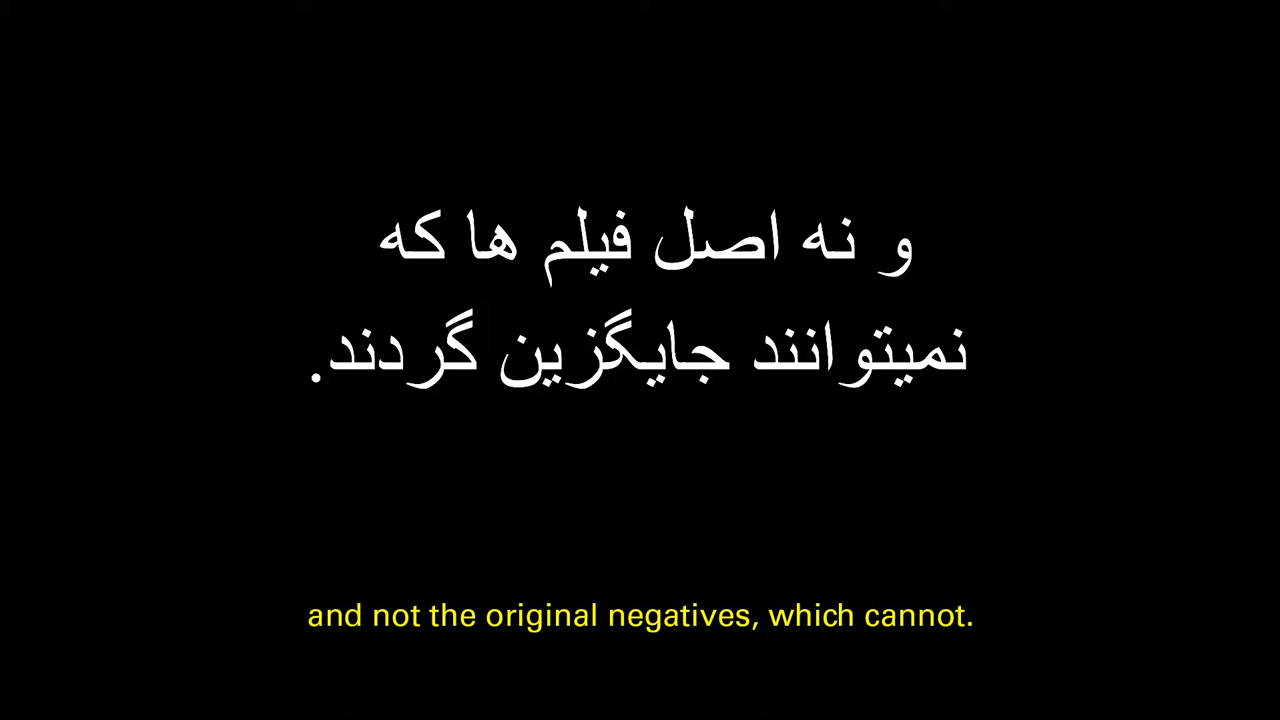 و نه اصل فیلم ها که
نمیتوانند جایگزین گردند.
and not the original negatives, which cannot.